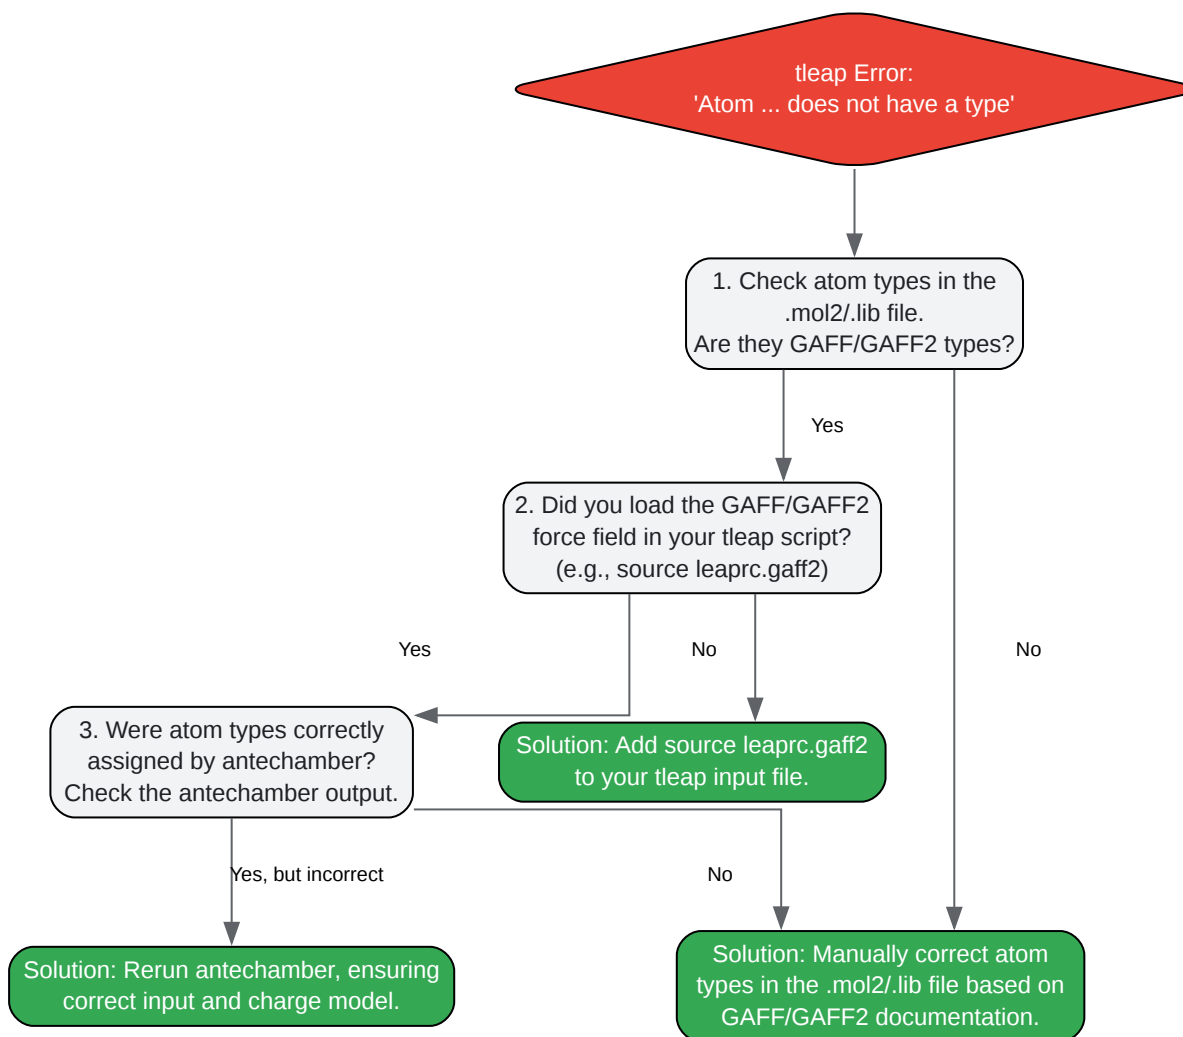 tleap Error:
'Atom ... does not have a type'
1. Check atom types in the
.mol2/.lib file.
Are they GAFF/GAFF2 types?
Yes
2. Did you load the GAFF/GAFF2
force field in your tleap script?
(e.g., source leaprc.gaff2)
Yes
No
No
3. Were atom types correctly
assigned by antechamber?
Check the antechamber output.
Solution: Add source leaprc.gaff2
to your tleap input file.
Yes, but incorrect
No
Solution: Rerun antechamber, ensuring
correct input and charge model.
Solution: Manually correct atom
types in the .mol2/.lib file based on
GAFF/GAFF2 documentation.